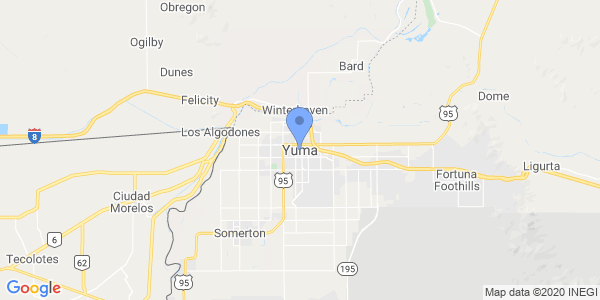 Obregon
Ogilby
Bard
Dunes
Felicity
Winterhaven
Dome
95
8
Los Algodones
Yuma
Ligurta
Fortuna
Foothills
95
Ciudad
Morelos
Somerton
6
Tecolotes
62
195
95
Google
Map data ©2020 INEGI